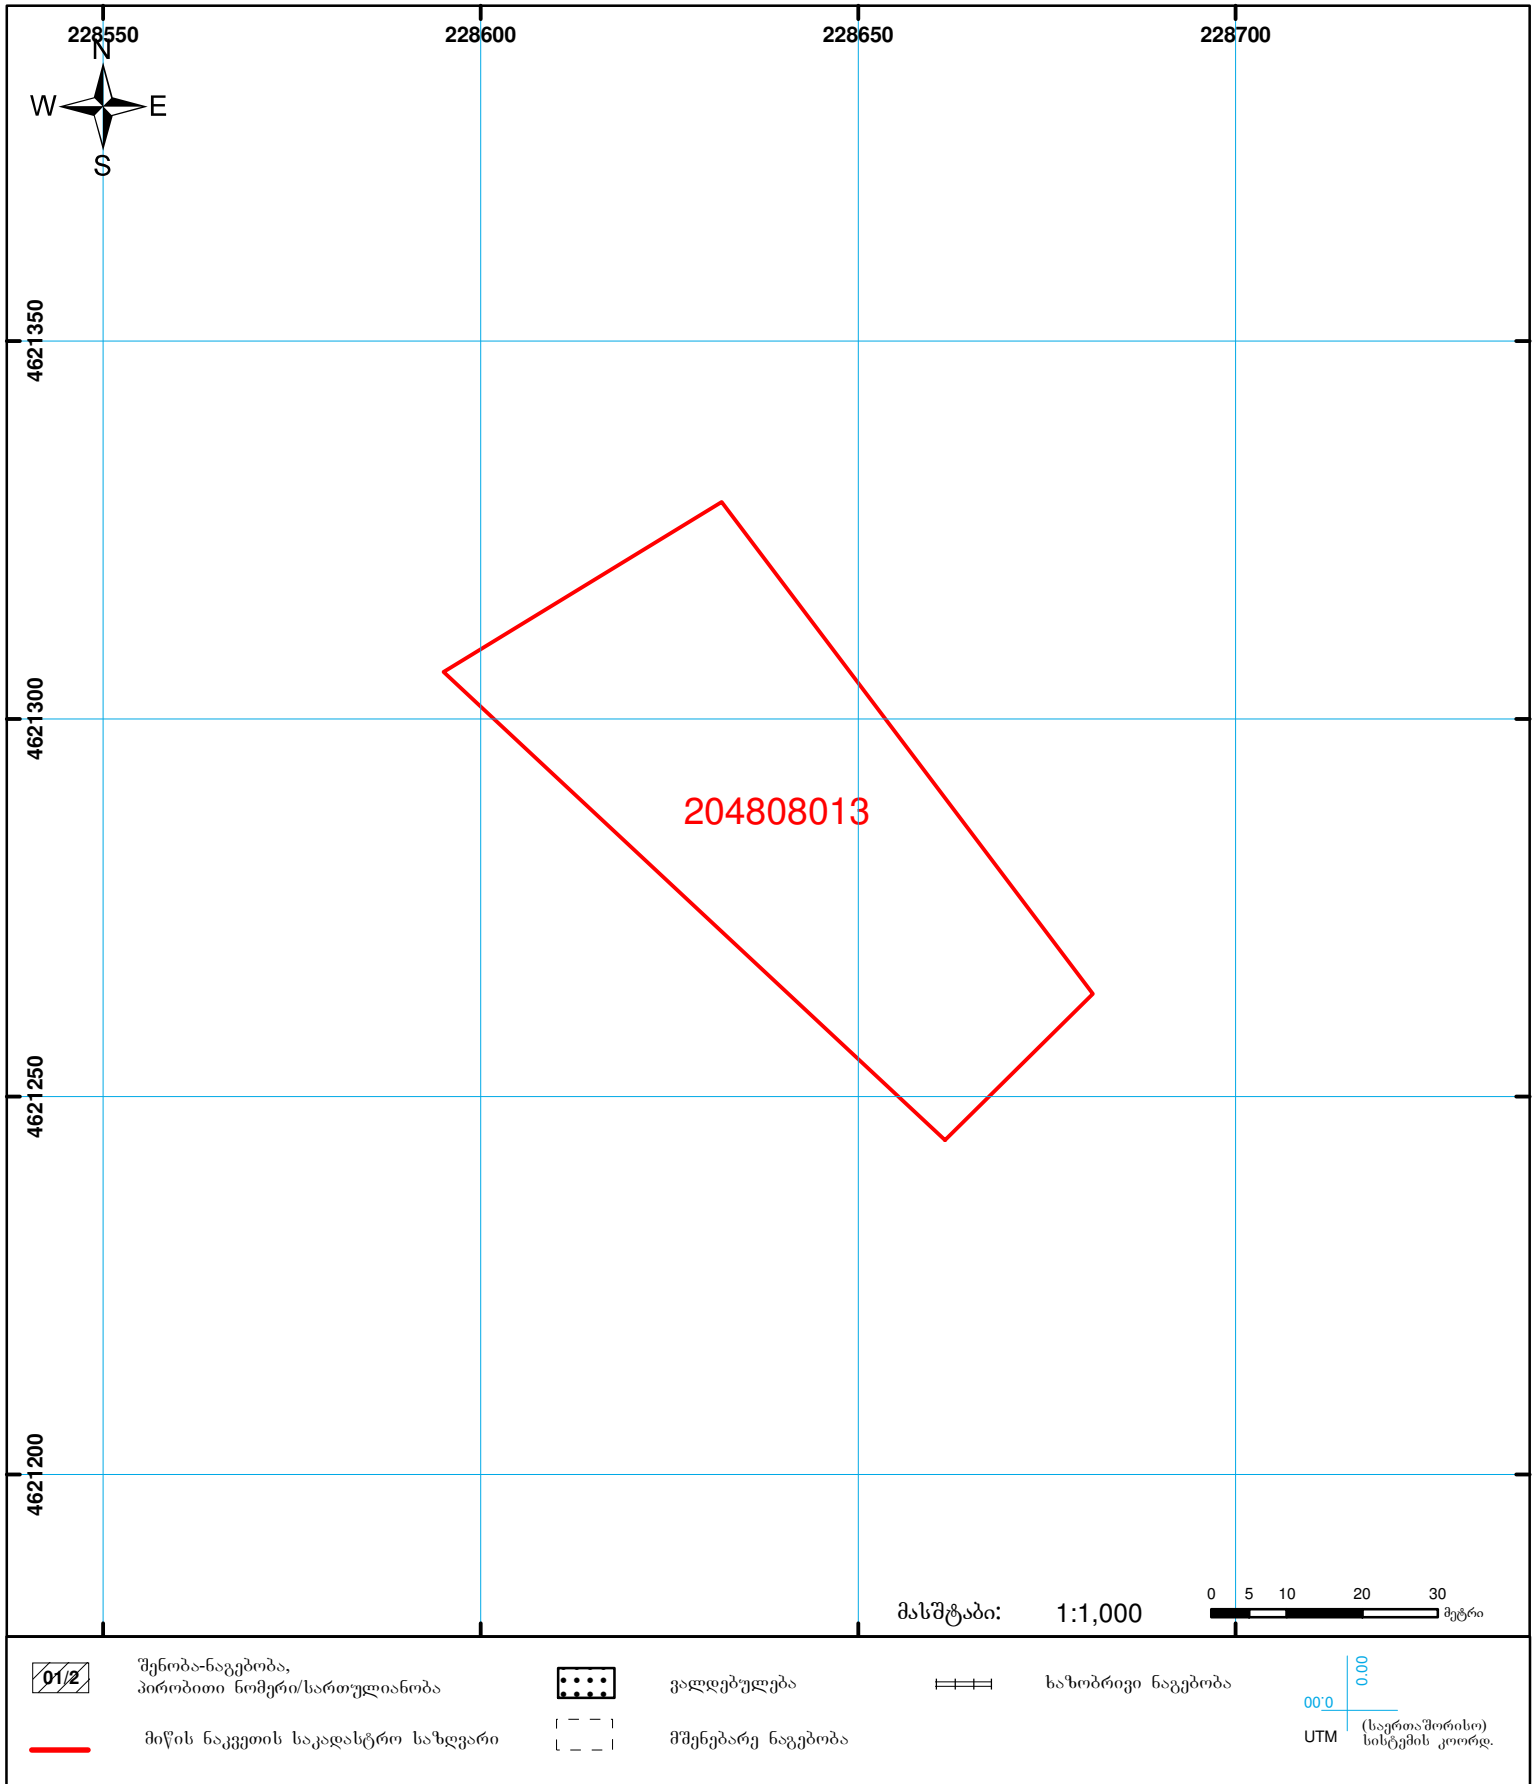 228550 228600 228650 228700
N
W E
S
4621350
4621300
204808013
4621250
4621200
მასშტაბი: 1:1,000
0 5 10 20 30
მეტრი
01/2
შენობა-ნაგებობა,
პირობითი ნომერი/სართულიანობა
ვალდებულება
ხაზობრივი ნაგებობა
მიწის ნაკვეთის საკადასტრო საზღვარი
მშენებარე ნაგებობა
00.0
00.0
UTM
(საერთაშორისო)
სისტემის კოორდ.